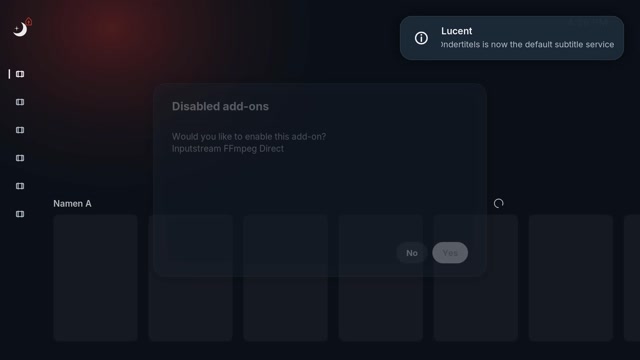 Lucent
Ondertitels is now the default subtitle service
Disabled add-ons
Would you like to enable this add-on?
Inputstream FFmpeg Direct
No
Yes
Namen A